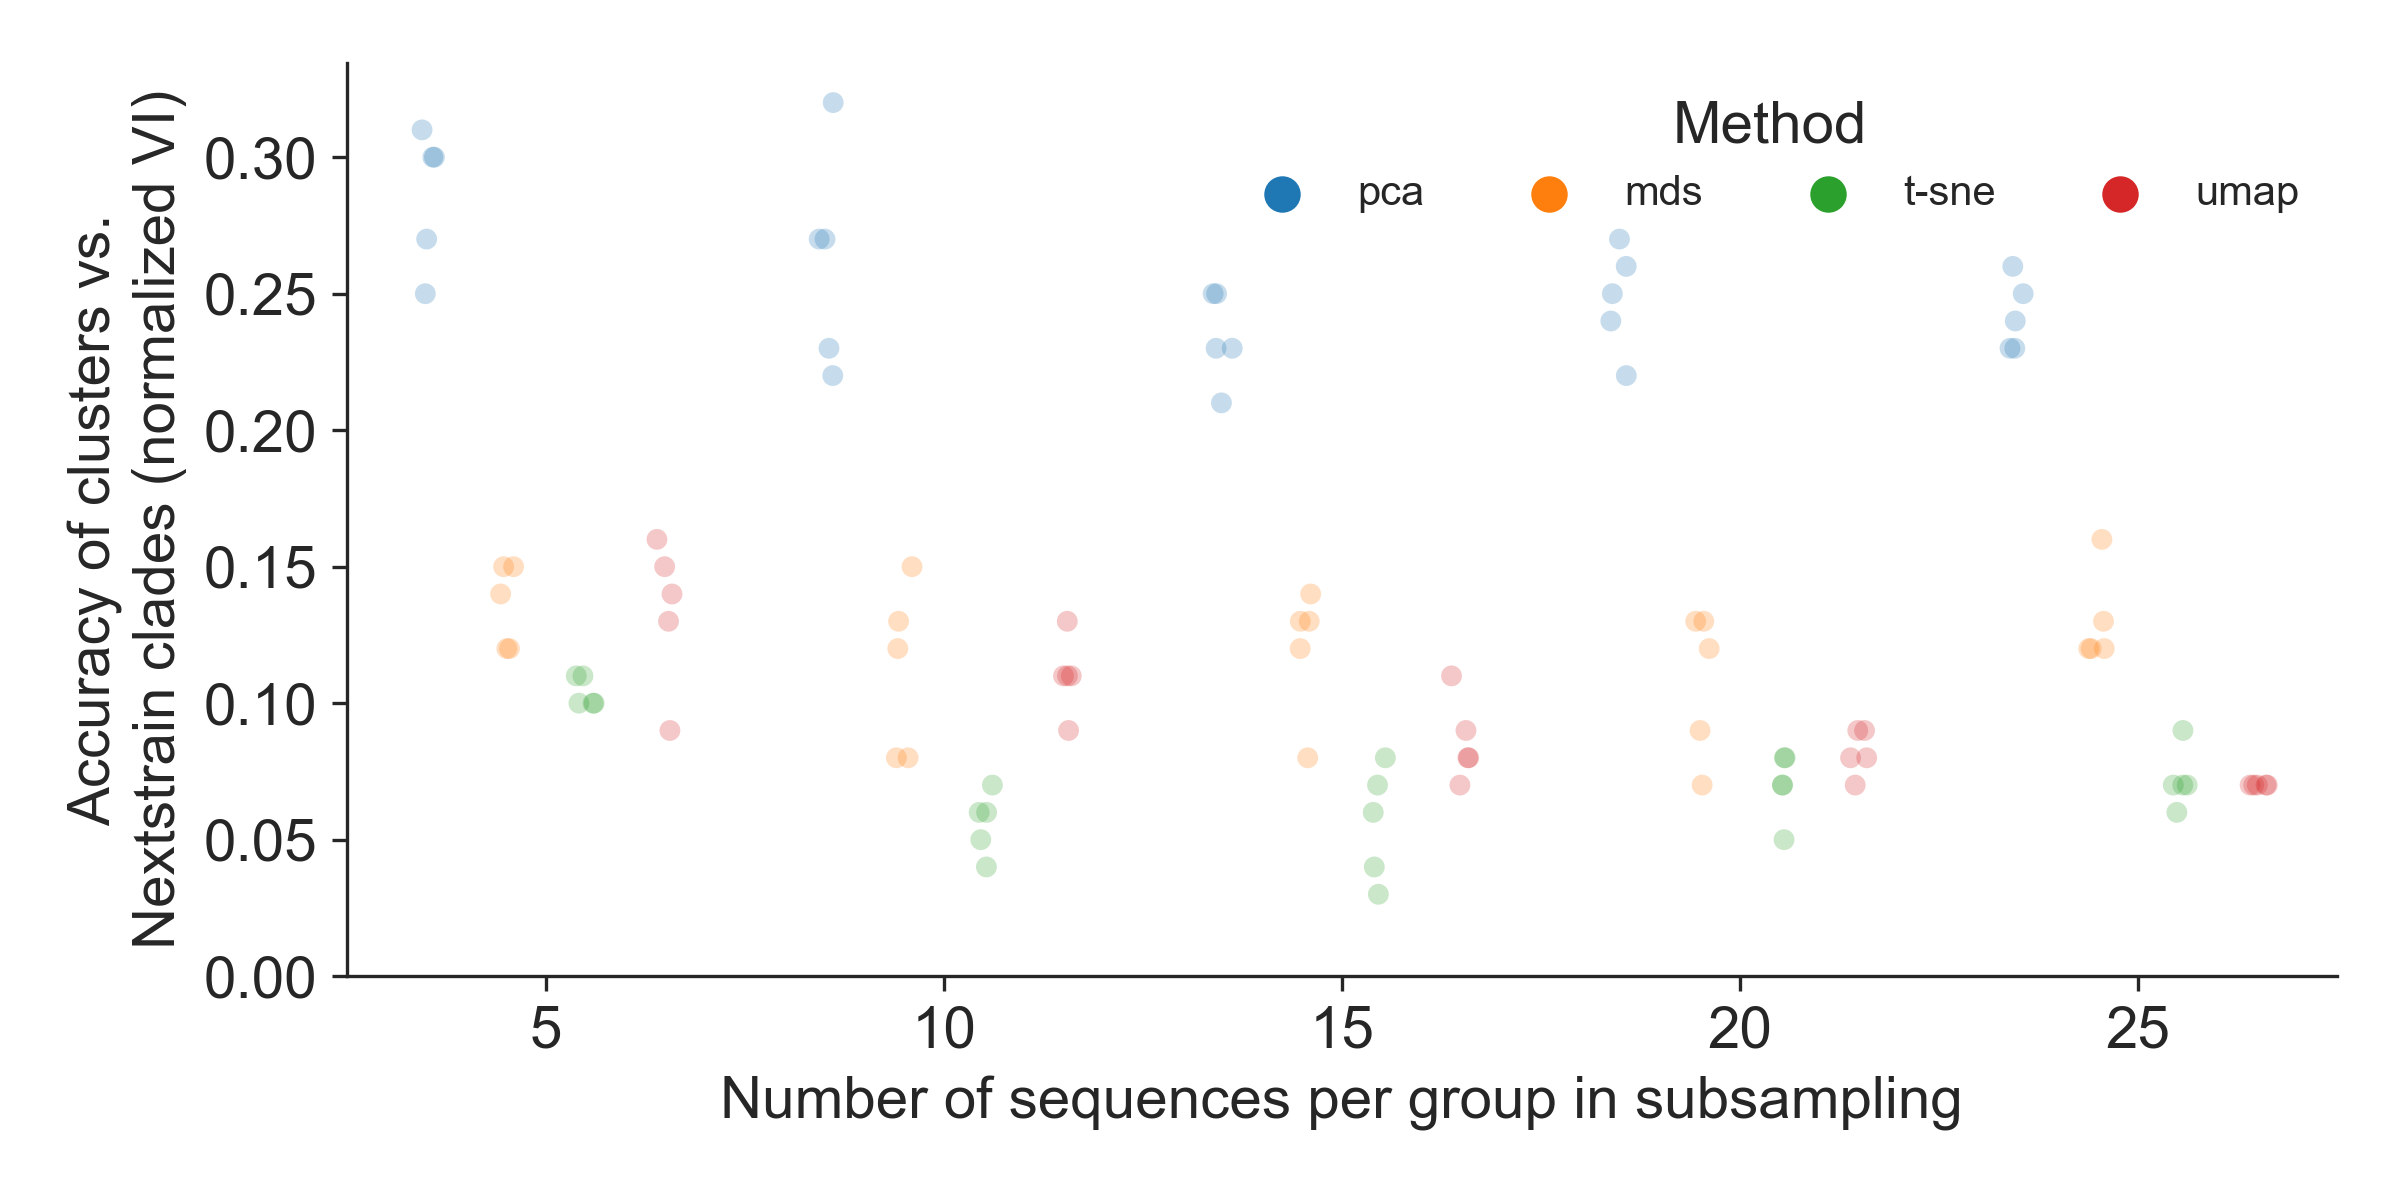 Accuracy of clusters vs.
Nextstrain clades (normalized VI)
0.30
0.25
0.20
0.15
0.10
0.05
0.00
Method
pca mds t-sne umap
5 10 15 20 25
Number of sequences per group in subsampling